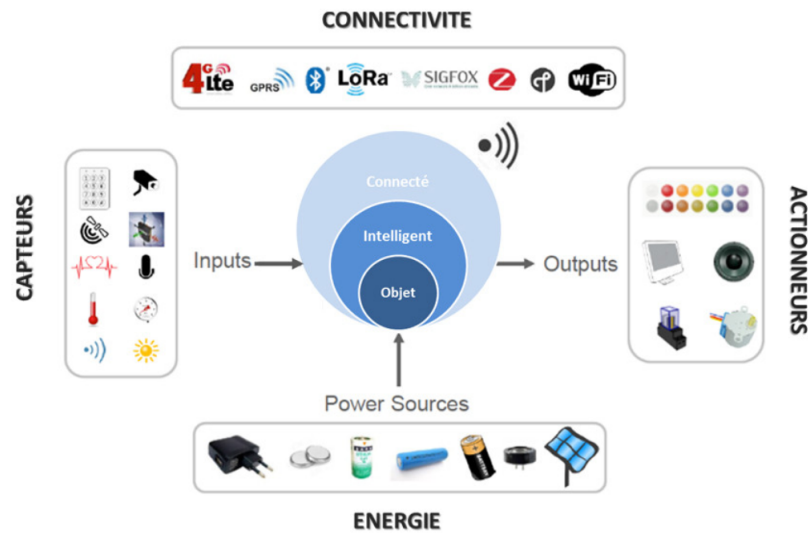 CONNECTIVITE
4G Lte
GPRS
LoRa
SIGFOX
Wi Fi
CAPTEURS
Connecté
Intelligent
Objet
Inputs
Outputs
ACTIONNEURS
Power Sources
ENERGIE